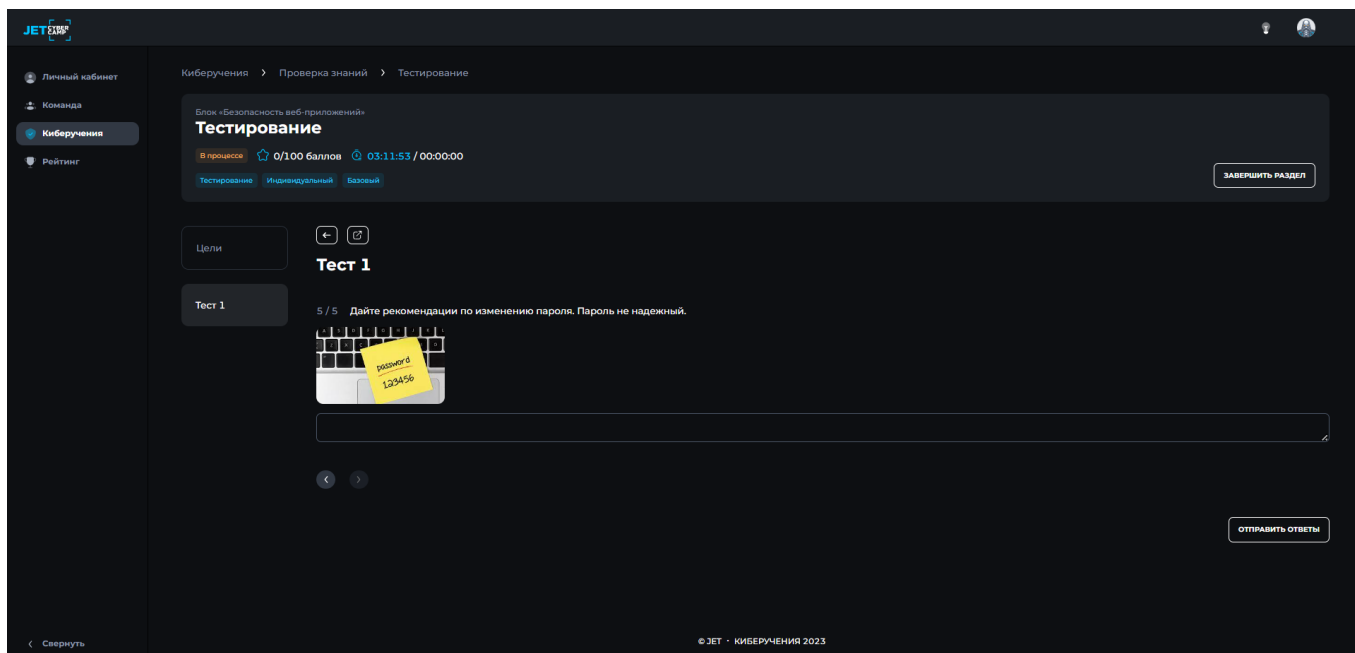 JET CYBER CAMP
Личный кабинет
Команда
Киберучения
Рейтинг
Киберучения > Проверка знаний > Тестирование
Блок «Безопасность веб-приложений»
Тестирование
В процессе 0/100 баллов 03:11:53 / 00:00:00
Тестирование Индивидуальный Базовый
ЗАВЕРШИТЬ РАЗДЕЛ
Цели
Тест 1
Тест 1
5 / 5 Дайте рекомендации по изменению пароля. Пароль не надежный.
password
123456
ОТПРАВИТЬ ОТВЕТЫ
Свернуть
© JET · КИБЕРУЧЕНИЯ 2023